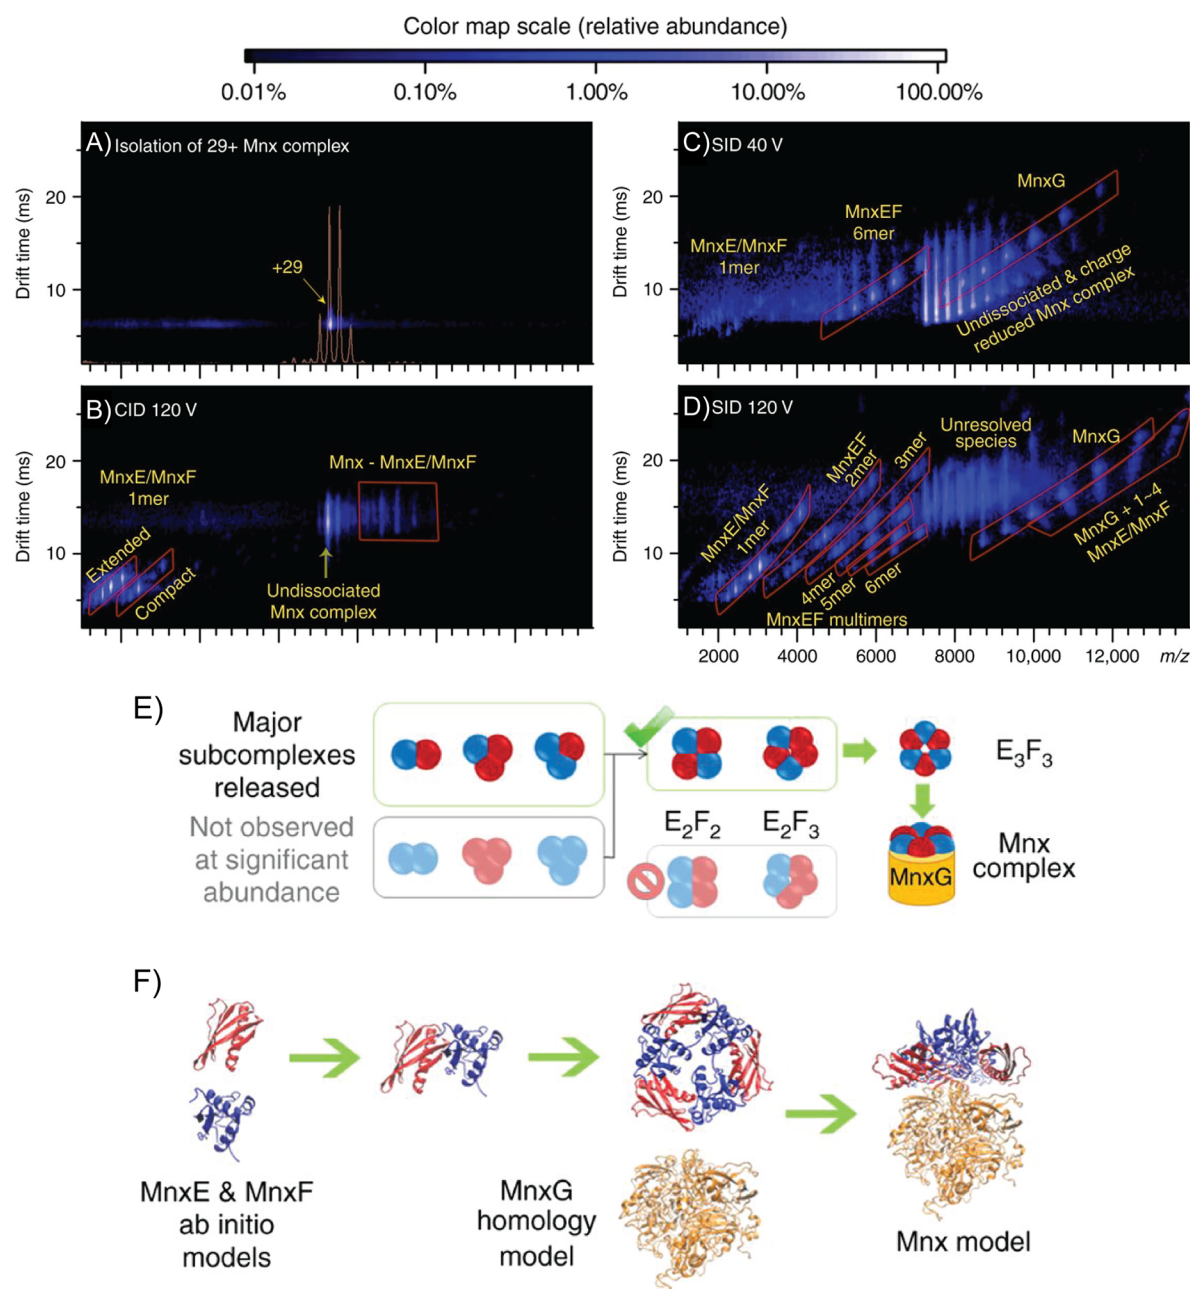 Color map scale (relative abundance)
0.01% 0.10% 1.00% 10.00% 100.00%
A) Isolation of 29+ Mnx complex
Drift time (ms)
20
10
+29
B) CID 120 V
Drift time (ms)
20
10
MnxE/MnxF
1mer
Mnx - MnxE/MnxF
Extended
Compact
Undissociated
Mnx complex
C) SID 40 V
Drift time (ms)
20
10
MnxE/MnxF
1mer
MnxEF
6mer
MnxG
Undissociated & charge
reduced Mnx complex
D) SID 120 V
Drift time (ms)
20
10
MnxE/MnxF
1mer
MnxEF
2mer
3mer
Unresolved
species
MnxG
4mer
5mer
6mer
MnxEF multimers
MnxG + 1~4
MnxE/MnxF
2000 4000 6000 8000 10,000 12,000 m/z
E)
Major
subcomplexes
released
Not observed
at significant
abundance
E₂F₂ E₂F₃
E₃F₃
MnxG
Mnx
complex
F)
MnxE & MnxF
ab initio
models
MnxG
homology
model
Mnx model